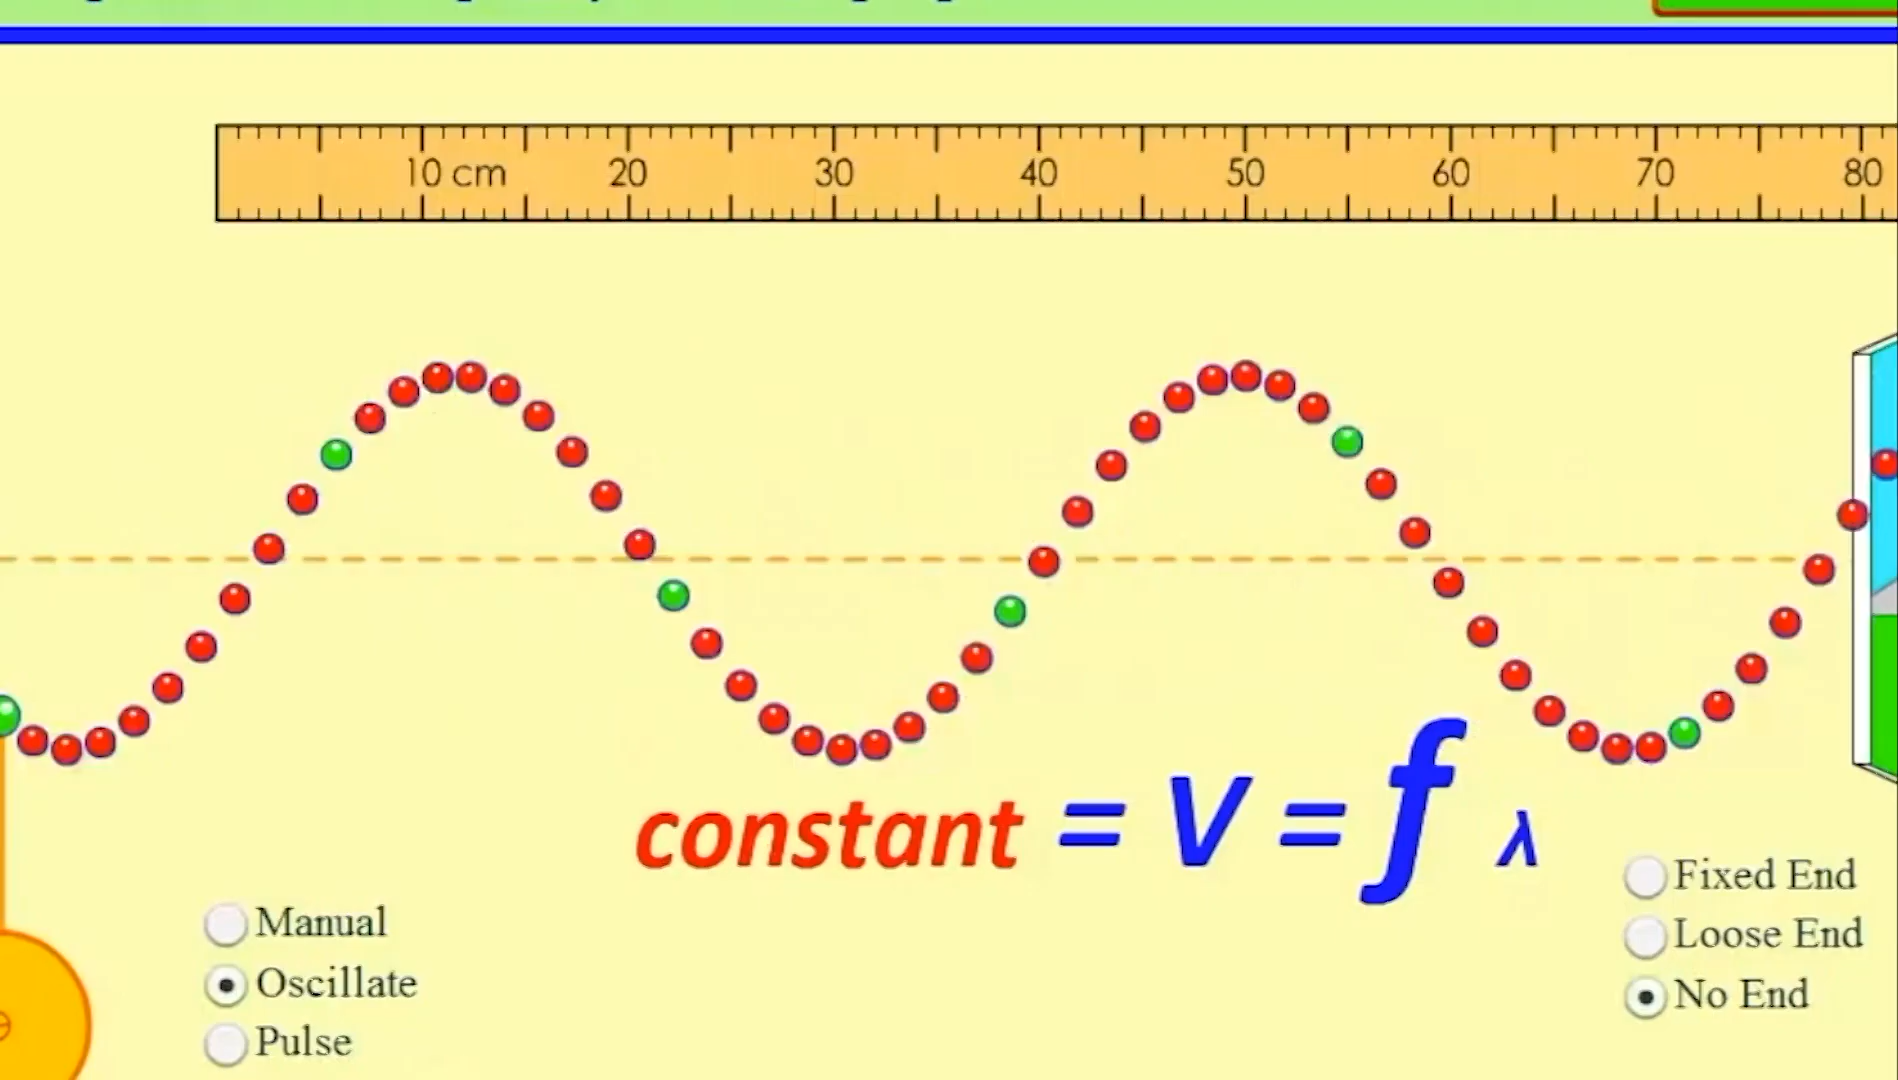 10 cm 20 30 40 50 60 70 80
constant = V = f λ
Manual
Oscillate
Pulse
Fixed End
Loose End
No End